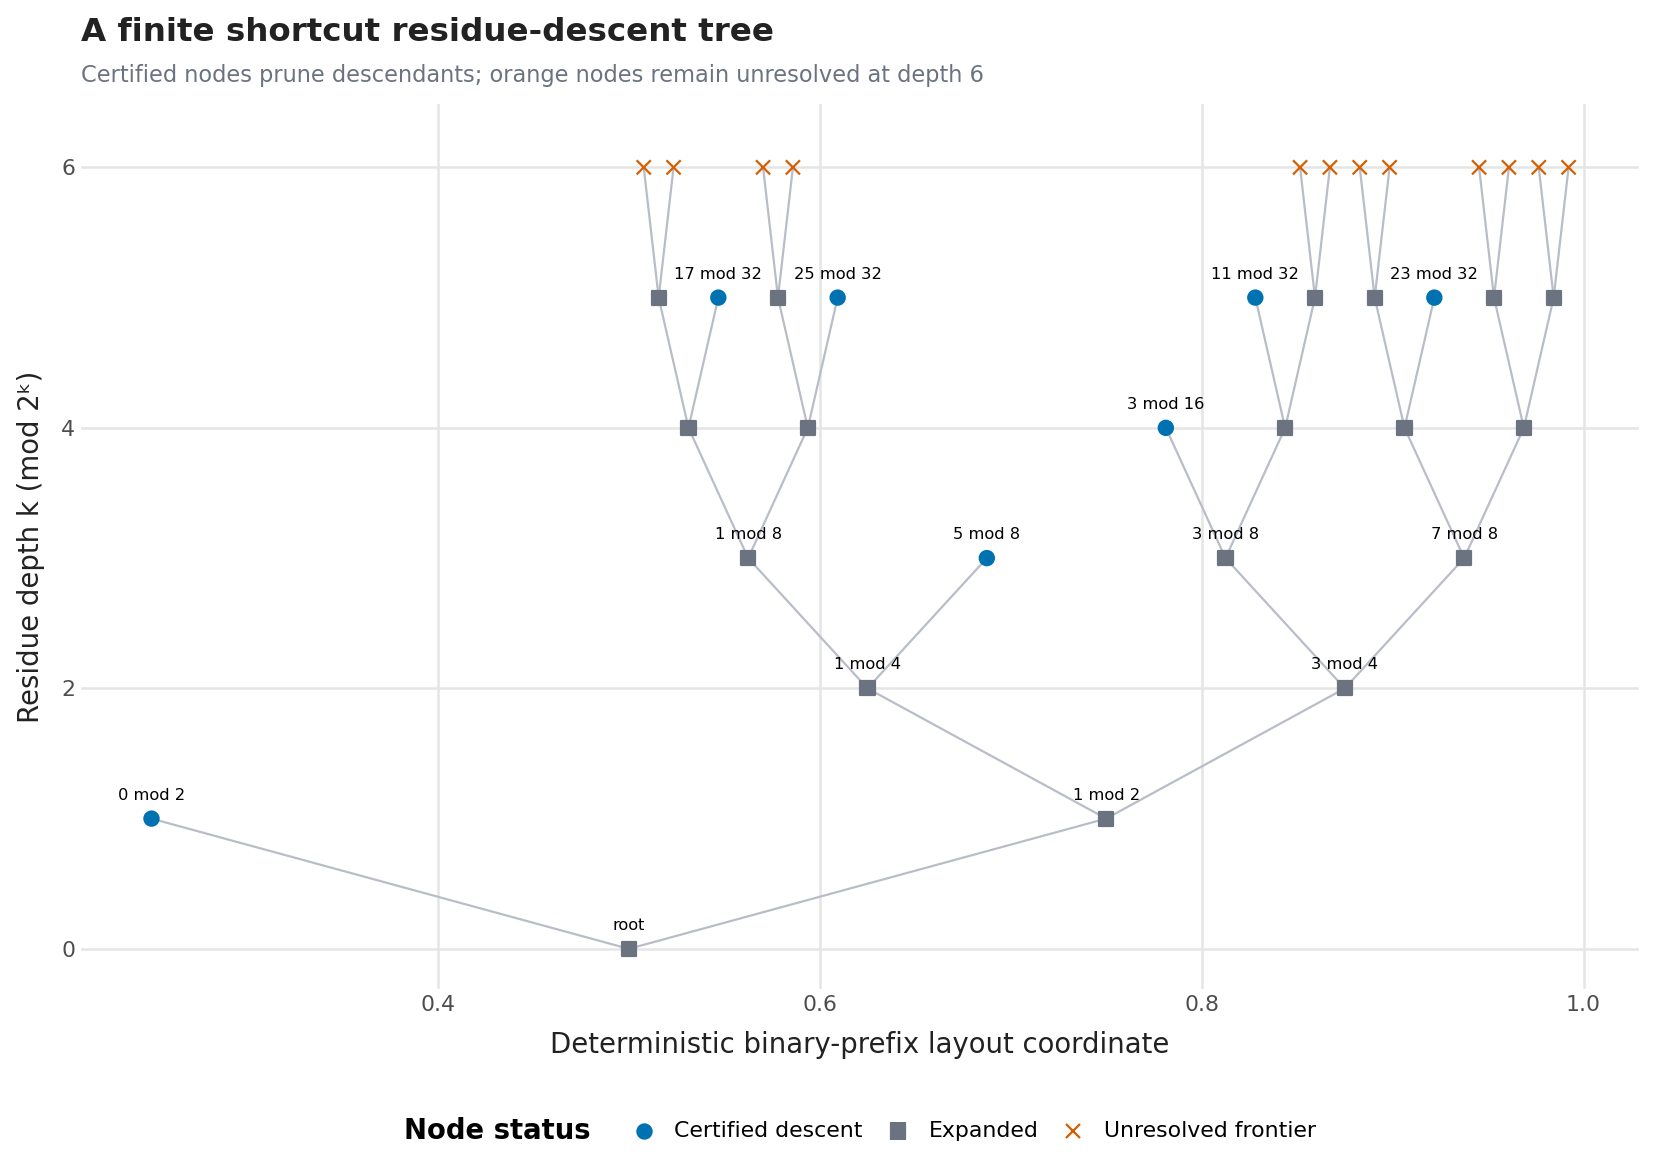 A finite shortcut residue-descent tree
Certified nodes prune descendants; orange nodes remain unresolved at depth 6
6
17 mod 32
25 mod 32
11 mod 32
23 mod 32
3 mod 16
4
1 mod 8
5 mod 8
3 mod 8
7 mod 8
1 mod 4
3 mod 4
2
0 mod 2
1 mod 2
root
0
Residue depth k (mod 2ᵏ)
0.4
0.6
0.8
1.0
Deterministic binary-prefix layout coordinate
Node status
Certified descent
Expanded
Unresolved frontier